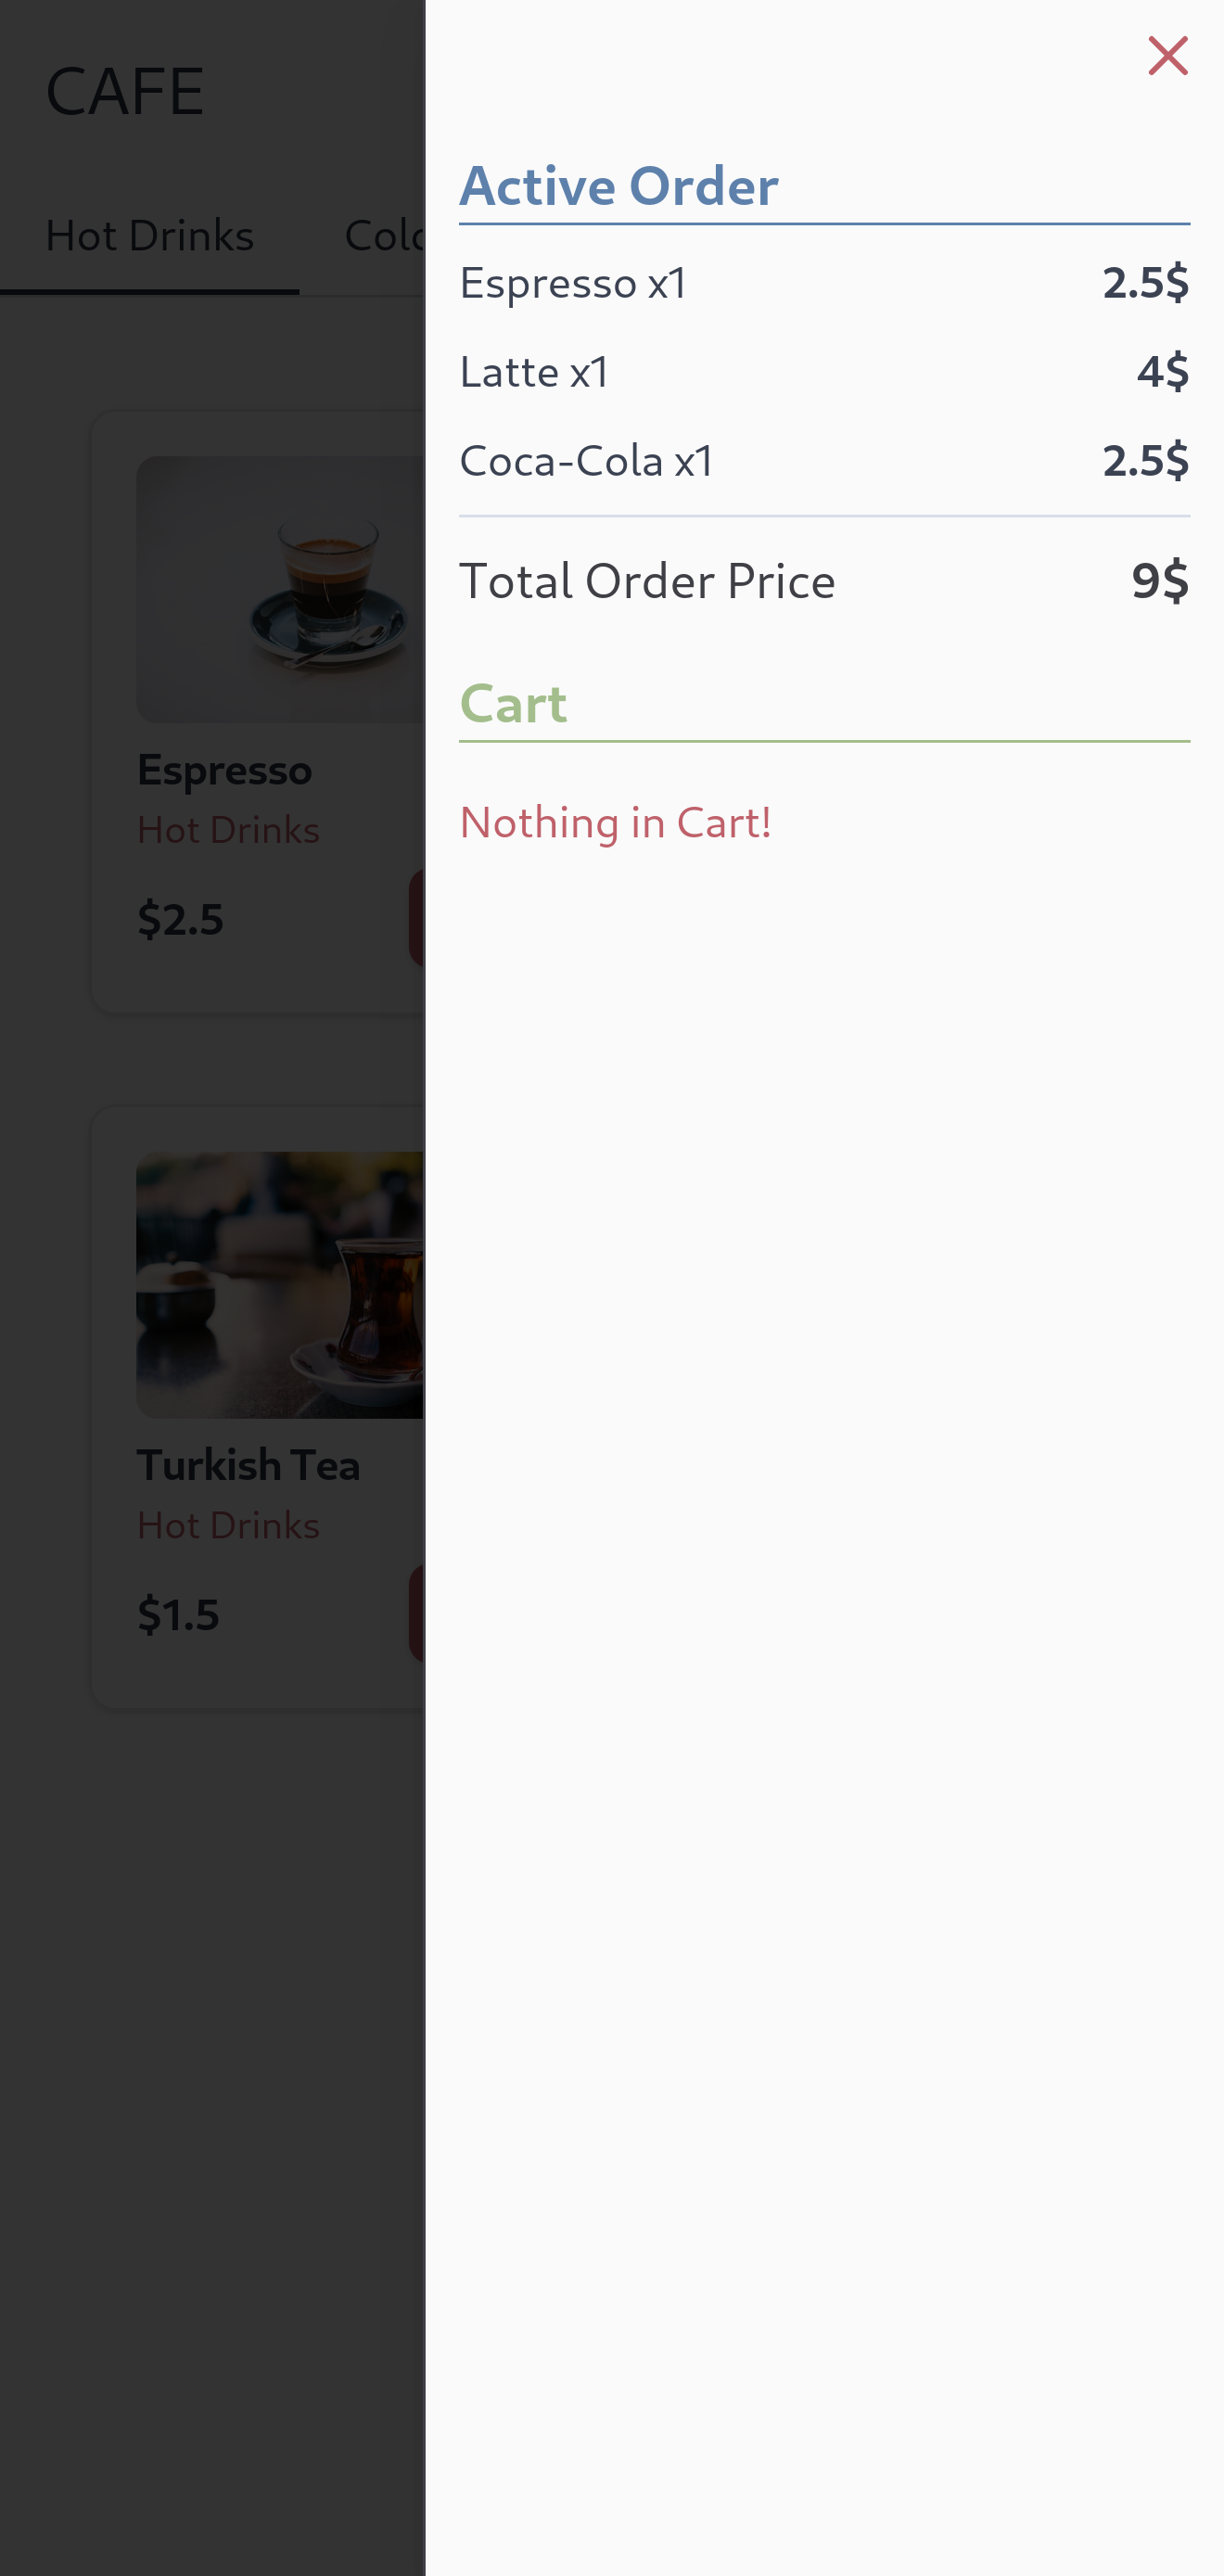 CAFE
Hot Drinks
Espresso
Hot Drinks
$2.5
Turkish Tea
Hot Drinks
$1.5
Active Order
Espresso x1 2.5$
Latte x1 4$
Coca-Cola x1 2.5$
Total Order Price 9$
Cart
Nothing in Cart!